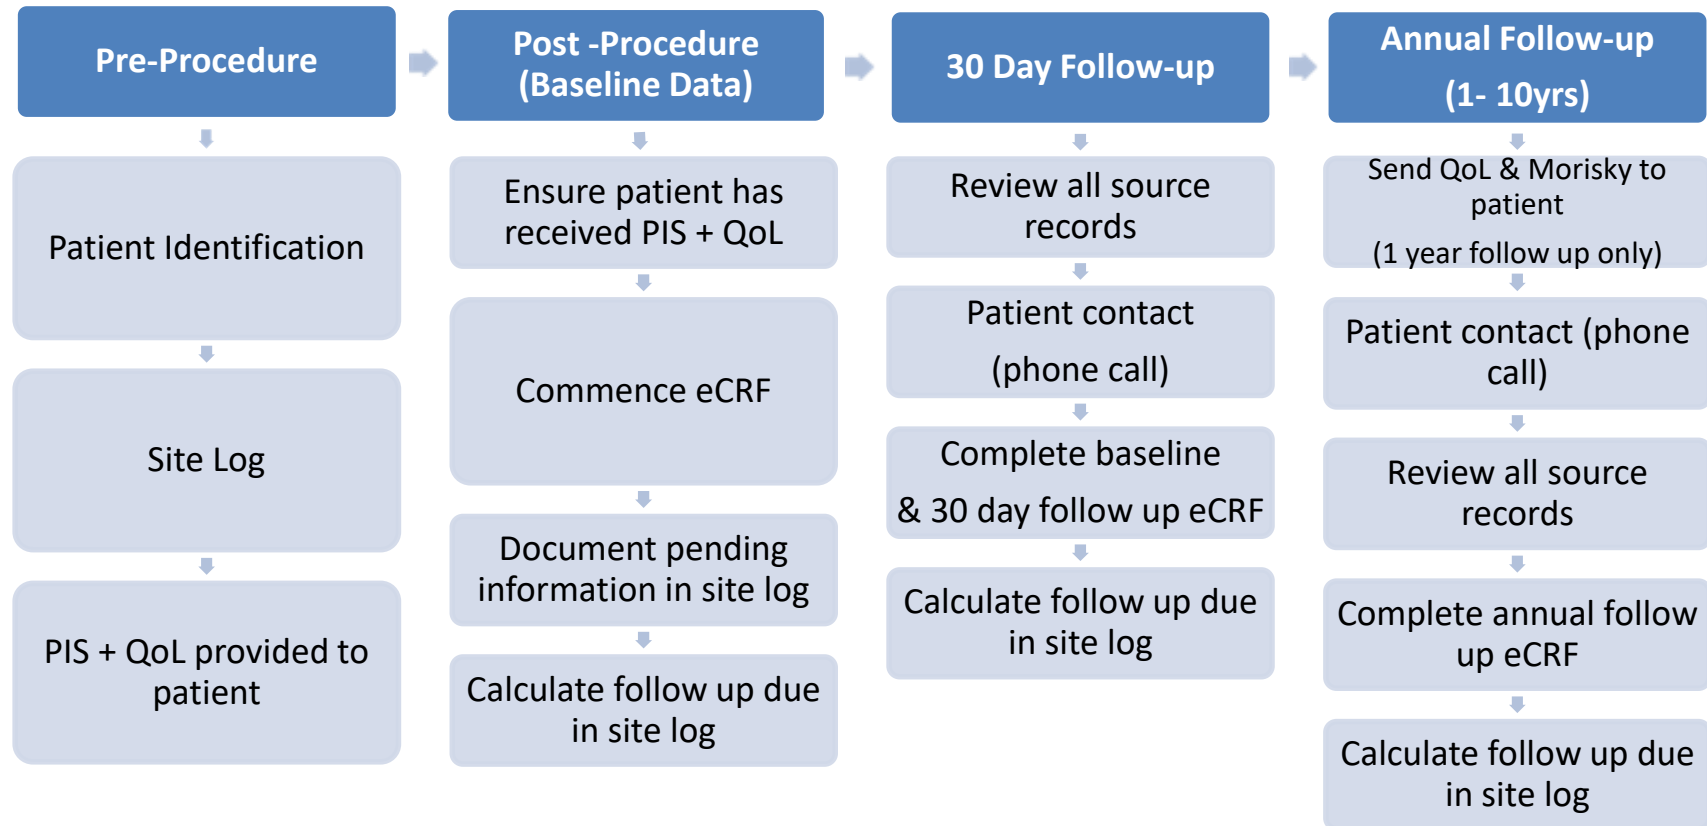 Pre-Procedure
Patient Identification
Site Log
PIS + QoL provided to
patient
Post -Procedure
(Baseline Data)
Ensure patient has
received PIS + QoL
Commence eCRF
Document pending
information in site log
Calculate follow up due
in site log
30 Day Follow-up
Review all source
records
Patient contact
(phone call)
Complete baseline
& 30 day follow up eCRF
Calculate follow up due
in site log
Annual Follow-up
(1- 10yrs)
Send QoL & Morisky to
patient
(1 year follow up only)
Patient contact (phone
call)
Review all source
records
Complete annual follow
up eCRF
Calculate follow up due
in site log